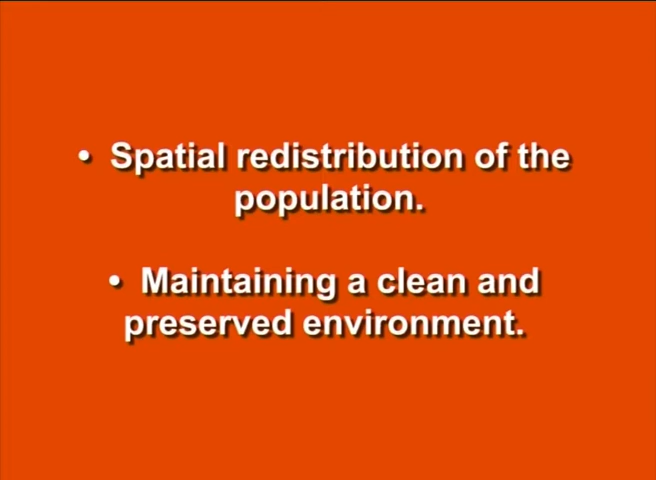 • Spatial redistribution of the
population.
• Maintaining a clean and
preserved environment.